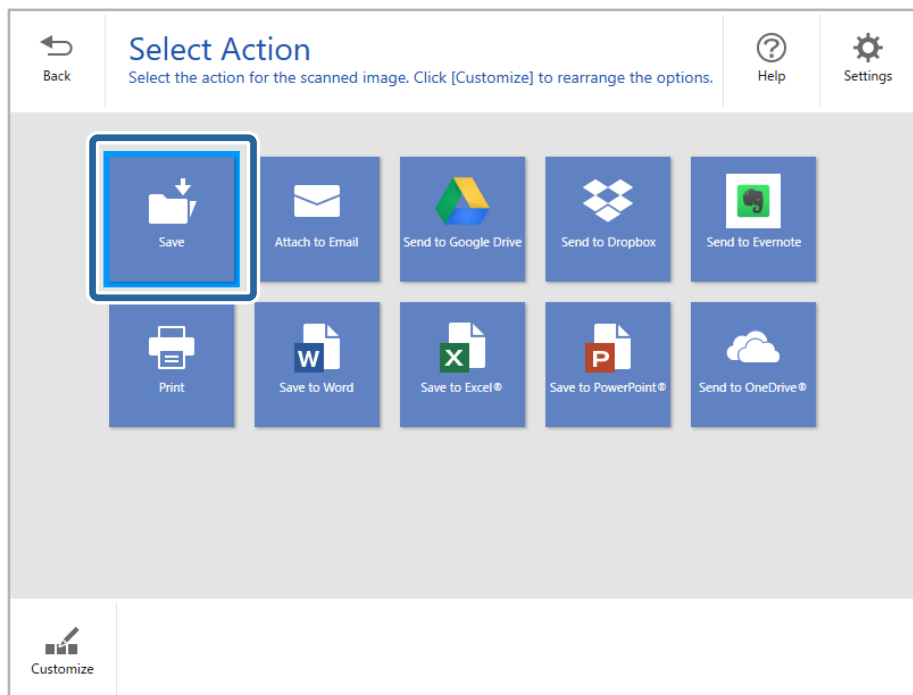 Back
Select Action
Select the action for the scanned image. Click [Customize] to rearrange the options.
Help
Settings
Save
Attach to Email
Send to Google Drive
Send to Dropbox
Send to Evernote
Print
W
Save to Word
X
Save to Excel®
P
Save to PowerPoint®
Send to OneDrive®
Customize